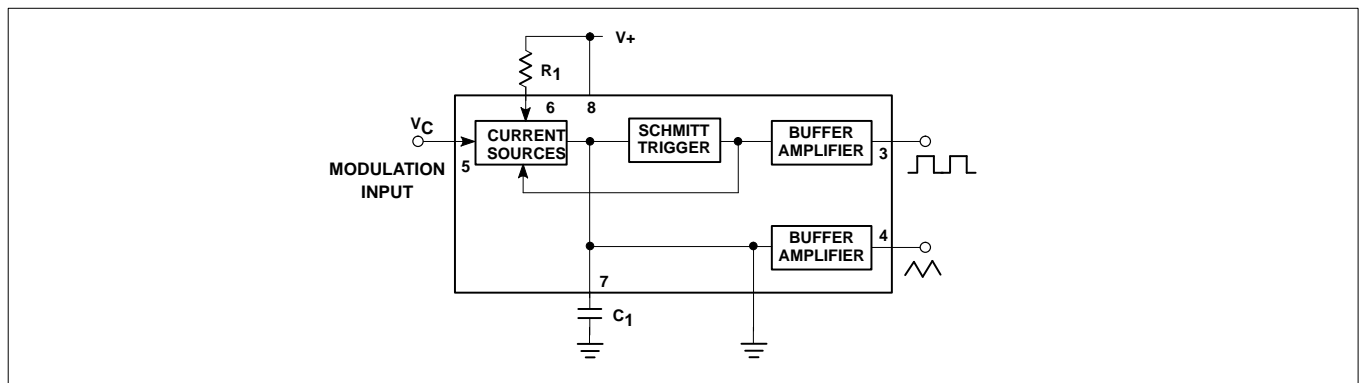 V+
R1
6 8
VC
CURRENT
SOURCES
SCHMITT
TRIGGER
BUFFER
AMPLIFIER
3
5
MODULATION
INPUT
BUFFER
AMPLIFIER
4
7
C1